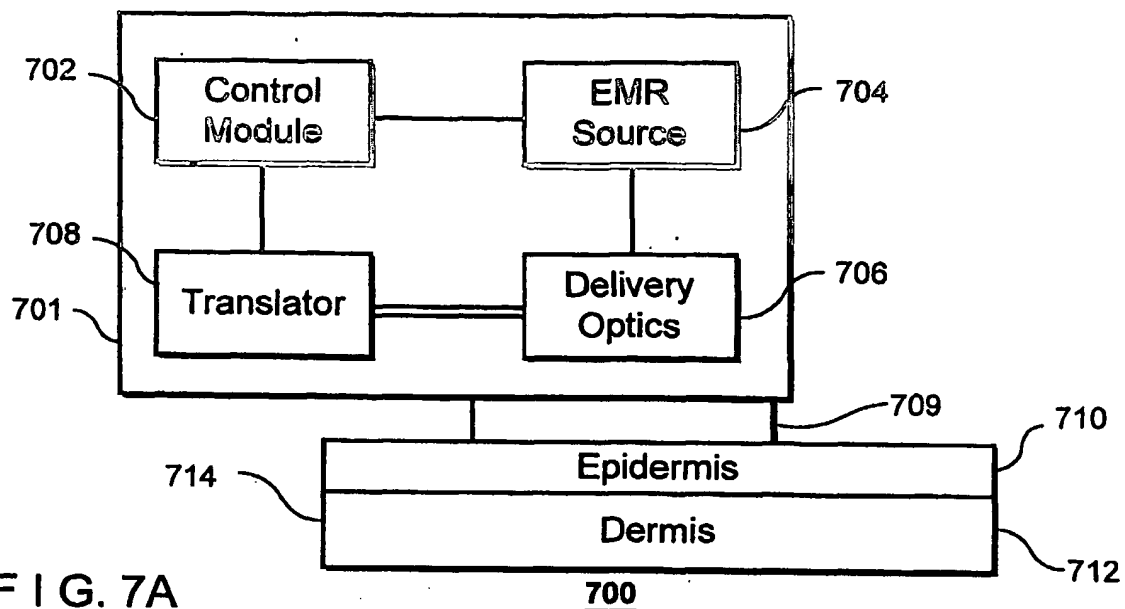 702
Control
Module
EMR
Source
704
708
Translator
701
Delivery
Optics
706
709
710
714
Epidermis
Dermis
712
FIG. 7A
700